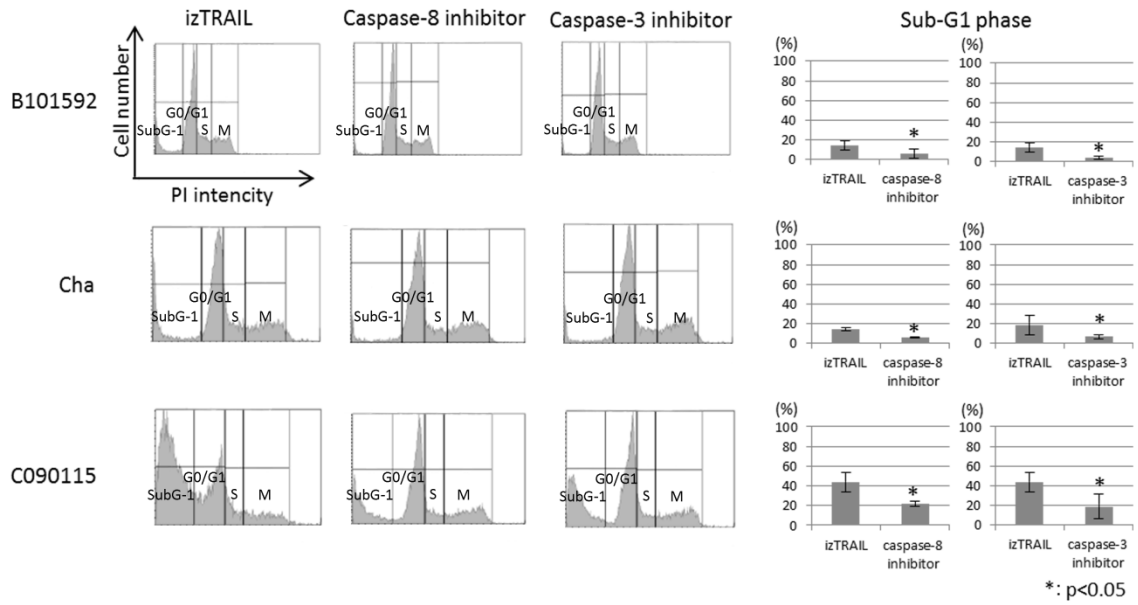 izTRAIL Caspase-8 inhibitor Caspase-3 inhibitor Sub-G1 phase
B101592
Cell number
PI intencity
G0/G1
SubG-1 S M
G0/G1
SubG-1 S M
G0/G1
SubG-1 S M
(%)
100
80
60
40
20
0
*
izTRAIL caspase-8
inhibitor
(%)
100
80
60
40
20
0
*
izTRAIL caspase-3
inhibitor
Cha
G0/G1
SubG-1 S M
G0/G1
SubG-1 S M
G0/G1
SubG-1 S M
(%)
100
80
60
40
20
0
*
izTRAIL caspase-8
inhibitor
(%)
100
80
60
40
20
0
*
izTRAIL caspase-3
inhibitor
C090115
G0/G1
SubG-1 S M
G0/G1
SubG-1 S M
G0/G1
SubG-1 S M
(%)
100
80
60
40
20
0
*
izTRAIL caspase-8
inhibitor
(%)
100
80
60
40
20
0
*
izTRAIL caspase-3
inhibitor
*: p<0.05